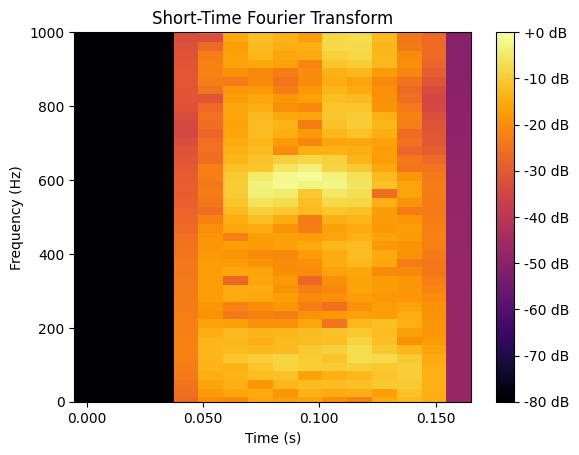 Short-Time Fourier Transform
1000
800
600
400
200
0
Frequency (Hz)
0.000
0.050
0.100
0.150
Time (s)
+0 dB
-10 dB
-20 dB
-30 dB
-40 dB
-50 dB
-60 dB
-70 dB
-80 dB